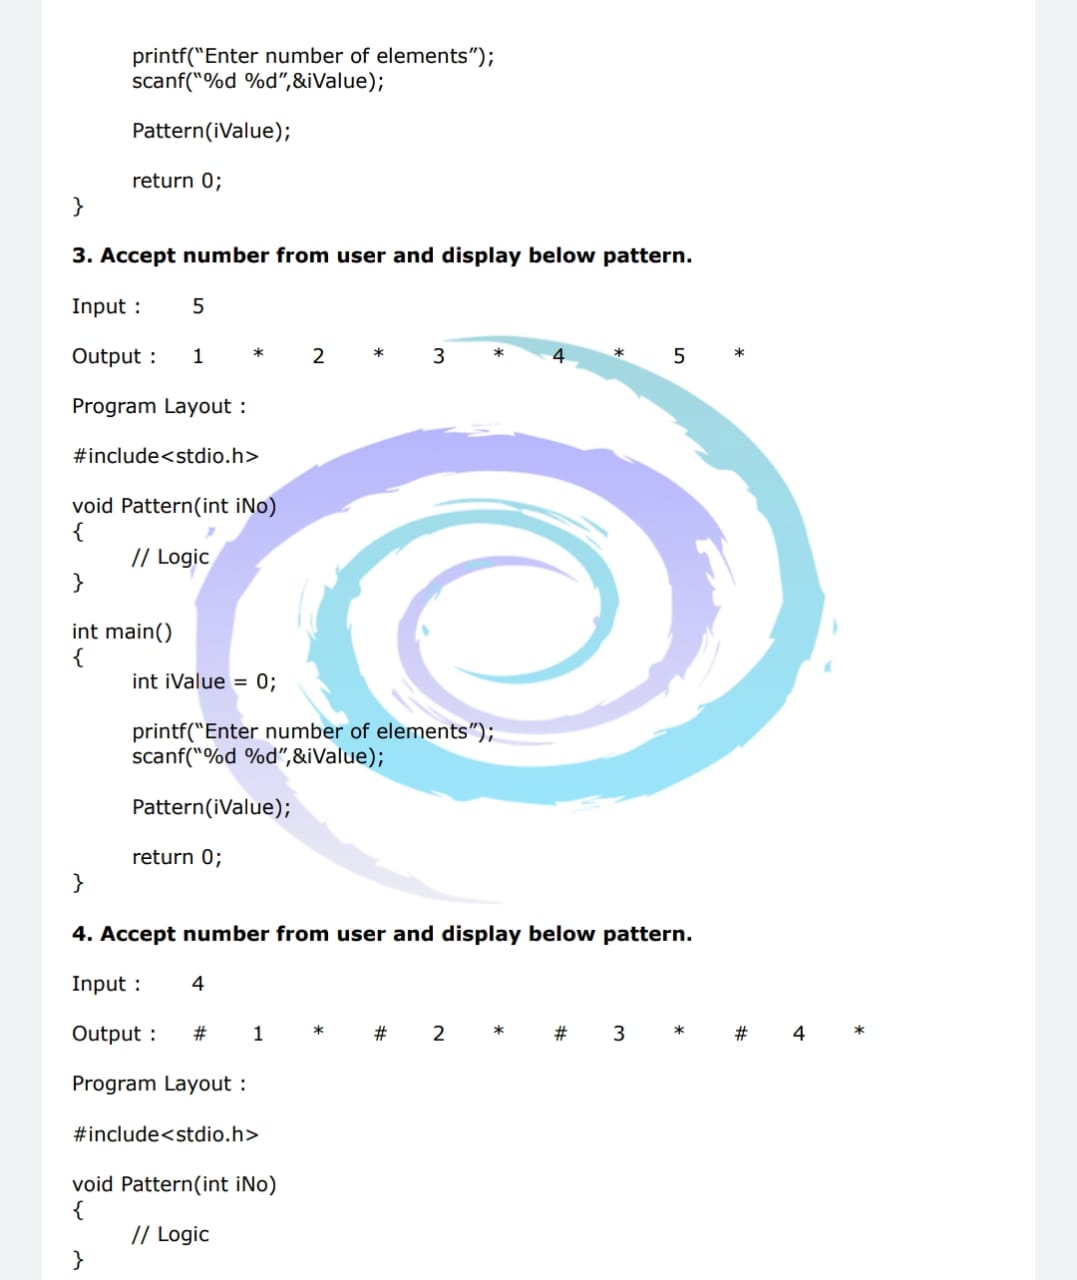 printf(“Enter number of elements”);
scanf(“%d %d”,&iValue);
Pattern(iValue);
return 0;
}
3. Accept number from user and display below pattern.
Input : 5
Output : 1 * 2 * 3 * 4 * 5 *
Program Layout :
#include<stdio.h>
void Pattern(int iNo)
{
// Logic
}
int main()
{
int iValue = 0;
printf(“Enter number of elements”);
scanf(“%d %d”,&iValue);
Pattern(iValue);
return 0;
}
4. Accept number from user and display below pattern.
Input : 4
Output : # 1 * # 2 * # 3 * # 4 *
Program Layout :
#include<stdio.h>
void Pattern(int iNo)
{
// Logic
}